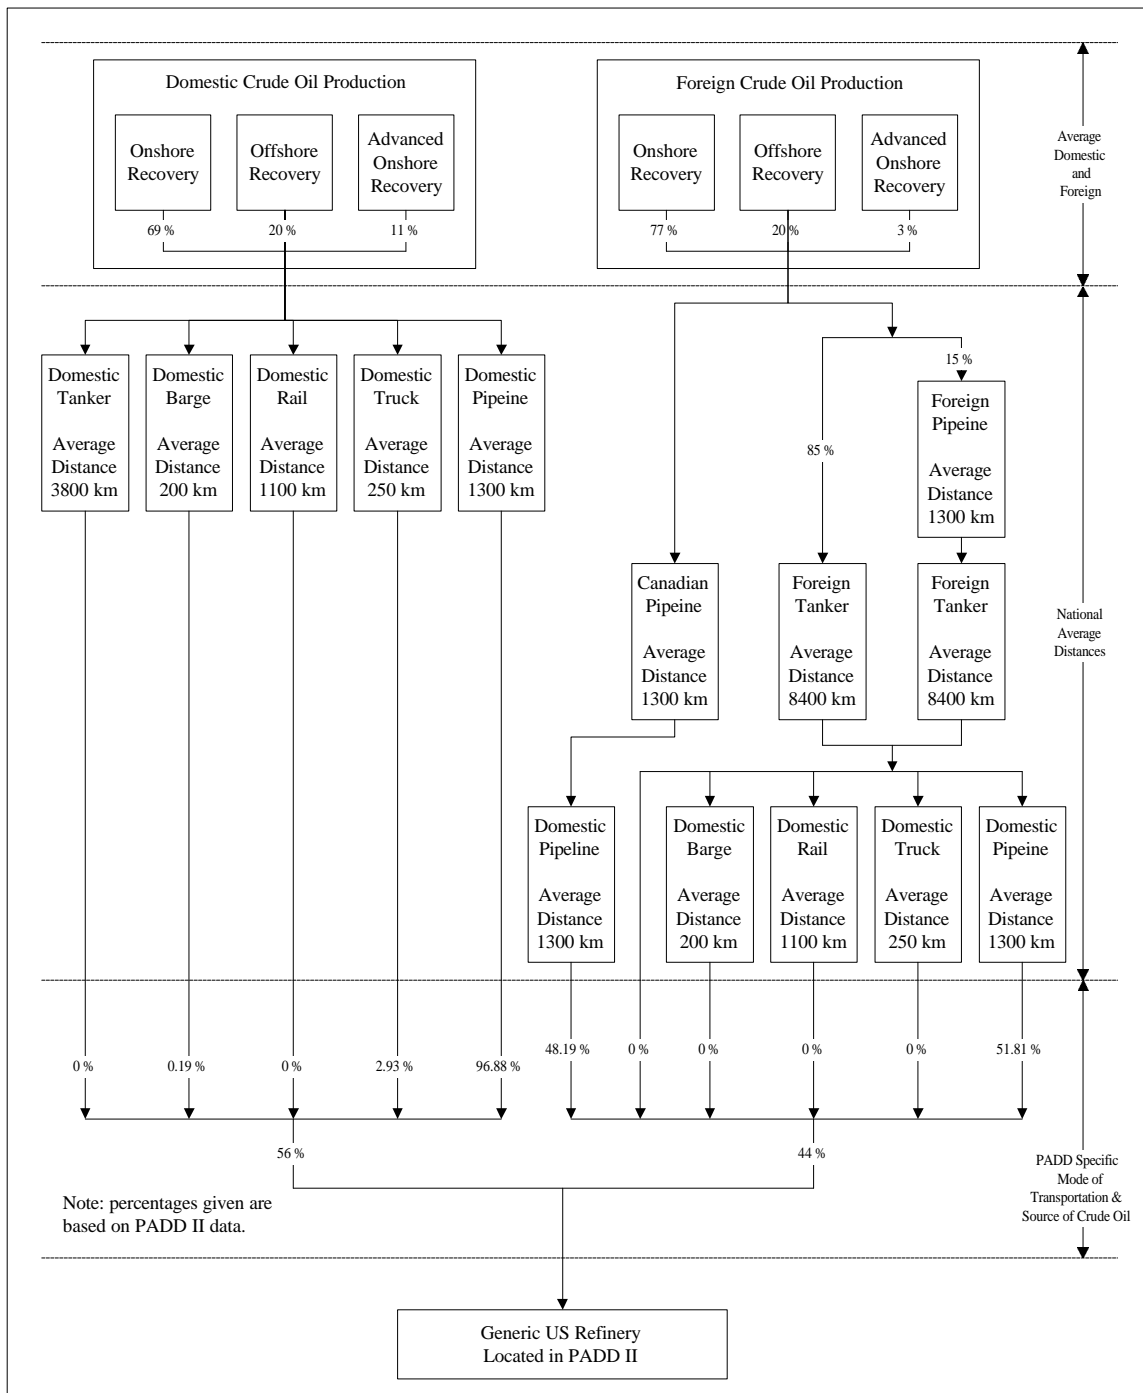 Domestic Crude Oil Production
Onshore
Recovery
Offshore
Recovery
Advanced
Onshore
Recovery
69 %
20 %
11 %
Foreign Crude Oil Production
Onshore
Recovery
Offshore
Recovery
Advanced
Onshore
Recovery
77 %
20 %
3 %
Average
Domestic
and
Foreign
Domestic
Tanker
Average
Distance
3800 km
Domestic
Barge
Average
Distance
200 km
Domestic
Rail
Average
Distance
1100 km
Domestic
Truck
Average
Distance
250 km
Domestic
Pipeine
Average
Distance
1300 km
15 %
85 %
Foreign
Pipeine
Average
Distance
1300 km
Canadian
Pipeine
Average
Distance
1300 km
Foreign
Tanker
Average
Distance
8400 km
Foreign
Tanker
Average
Distance
8400 km
National
Average
Distances
Domestic
Pipeline
Average
Distance
1300 km
Domestic
Barge
Average
Distance
200 km
Domestic
Rail
Average
Distance
1100 km
Domestic
Truck
Average
Distance
250 km
Domestic
Pipeine
Average
Distance
1300 km
0 %
0.19 %
0 %
2.93 %
96.88 %
48.19 %
0 %
0 %
0 %
0 %
51.81 %
56 %
44 %
PADD Specific
Mode of
Transportation &
Source of Crude Oil
Note: percentages given are
based on PADD II data.
Generic US Refinery
Located in PADD II